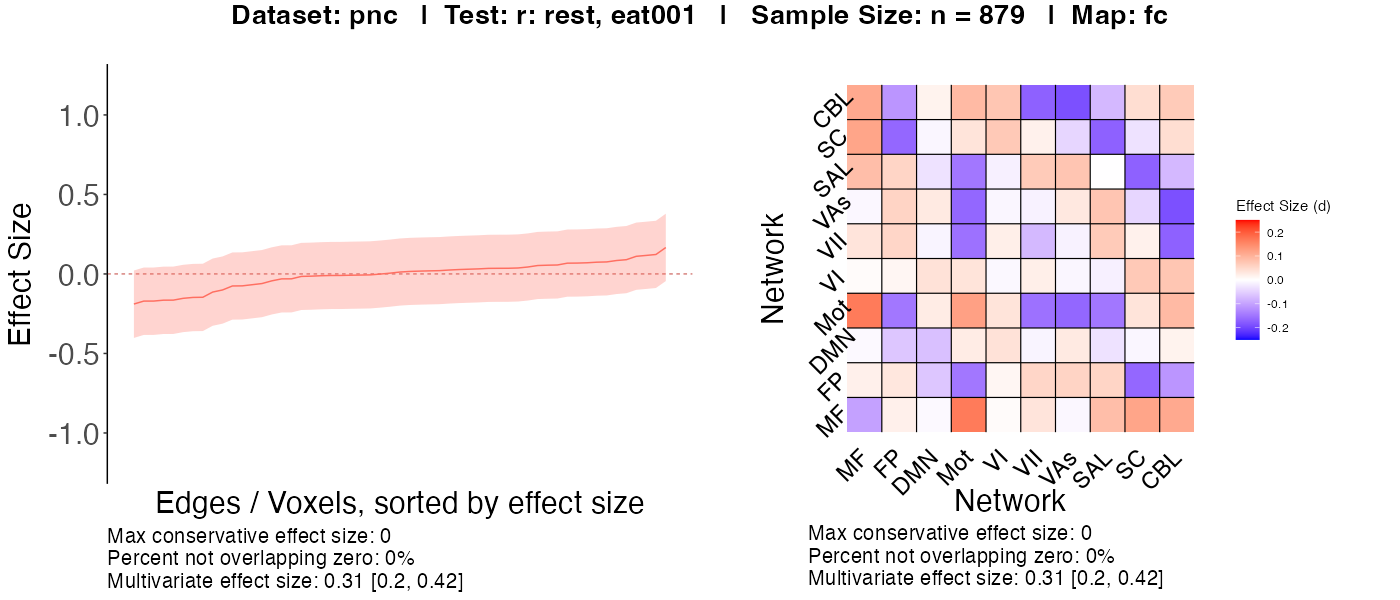 Dataset: pnc | Test: r: rest, eat001 | Sample Size: n = 879 | Map: fc
Effect Size
1.0
0.5
0.0
-0.5
-1.0
Edges / Voxels, sorted by effect size
Max conservative effect size: 0
Percent not overlapping zero: 0%
Multivariate effect size: 0.31 [0.2, 0.42]
Network
CBL
SC
SAL
VAs
VII
VI
Mot
DMN
FP
MF
MF FP DMN Mot VI VII VAs SAL SC CBL
Network
Max conservative effect size: 0
Percent not overlapping zero: 0%
Multivariate effect size: 0.31 [0.2, 0.42]
Effect Size (d)
0.2
0.1
0.0
-0.1
-0.2